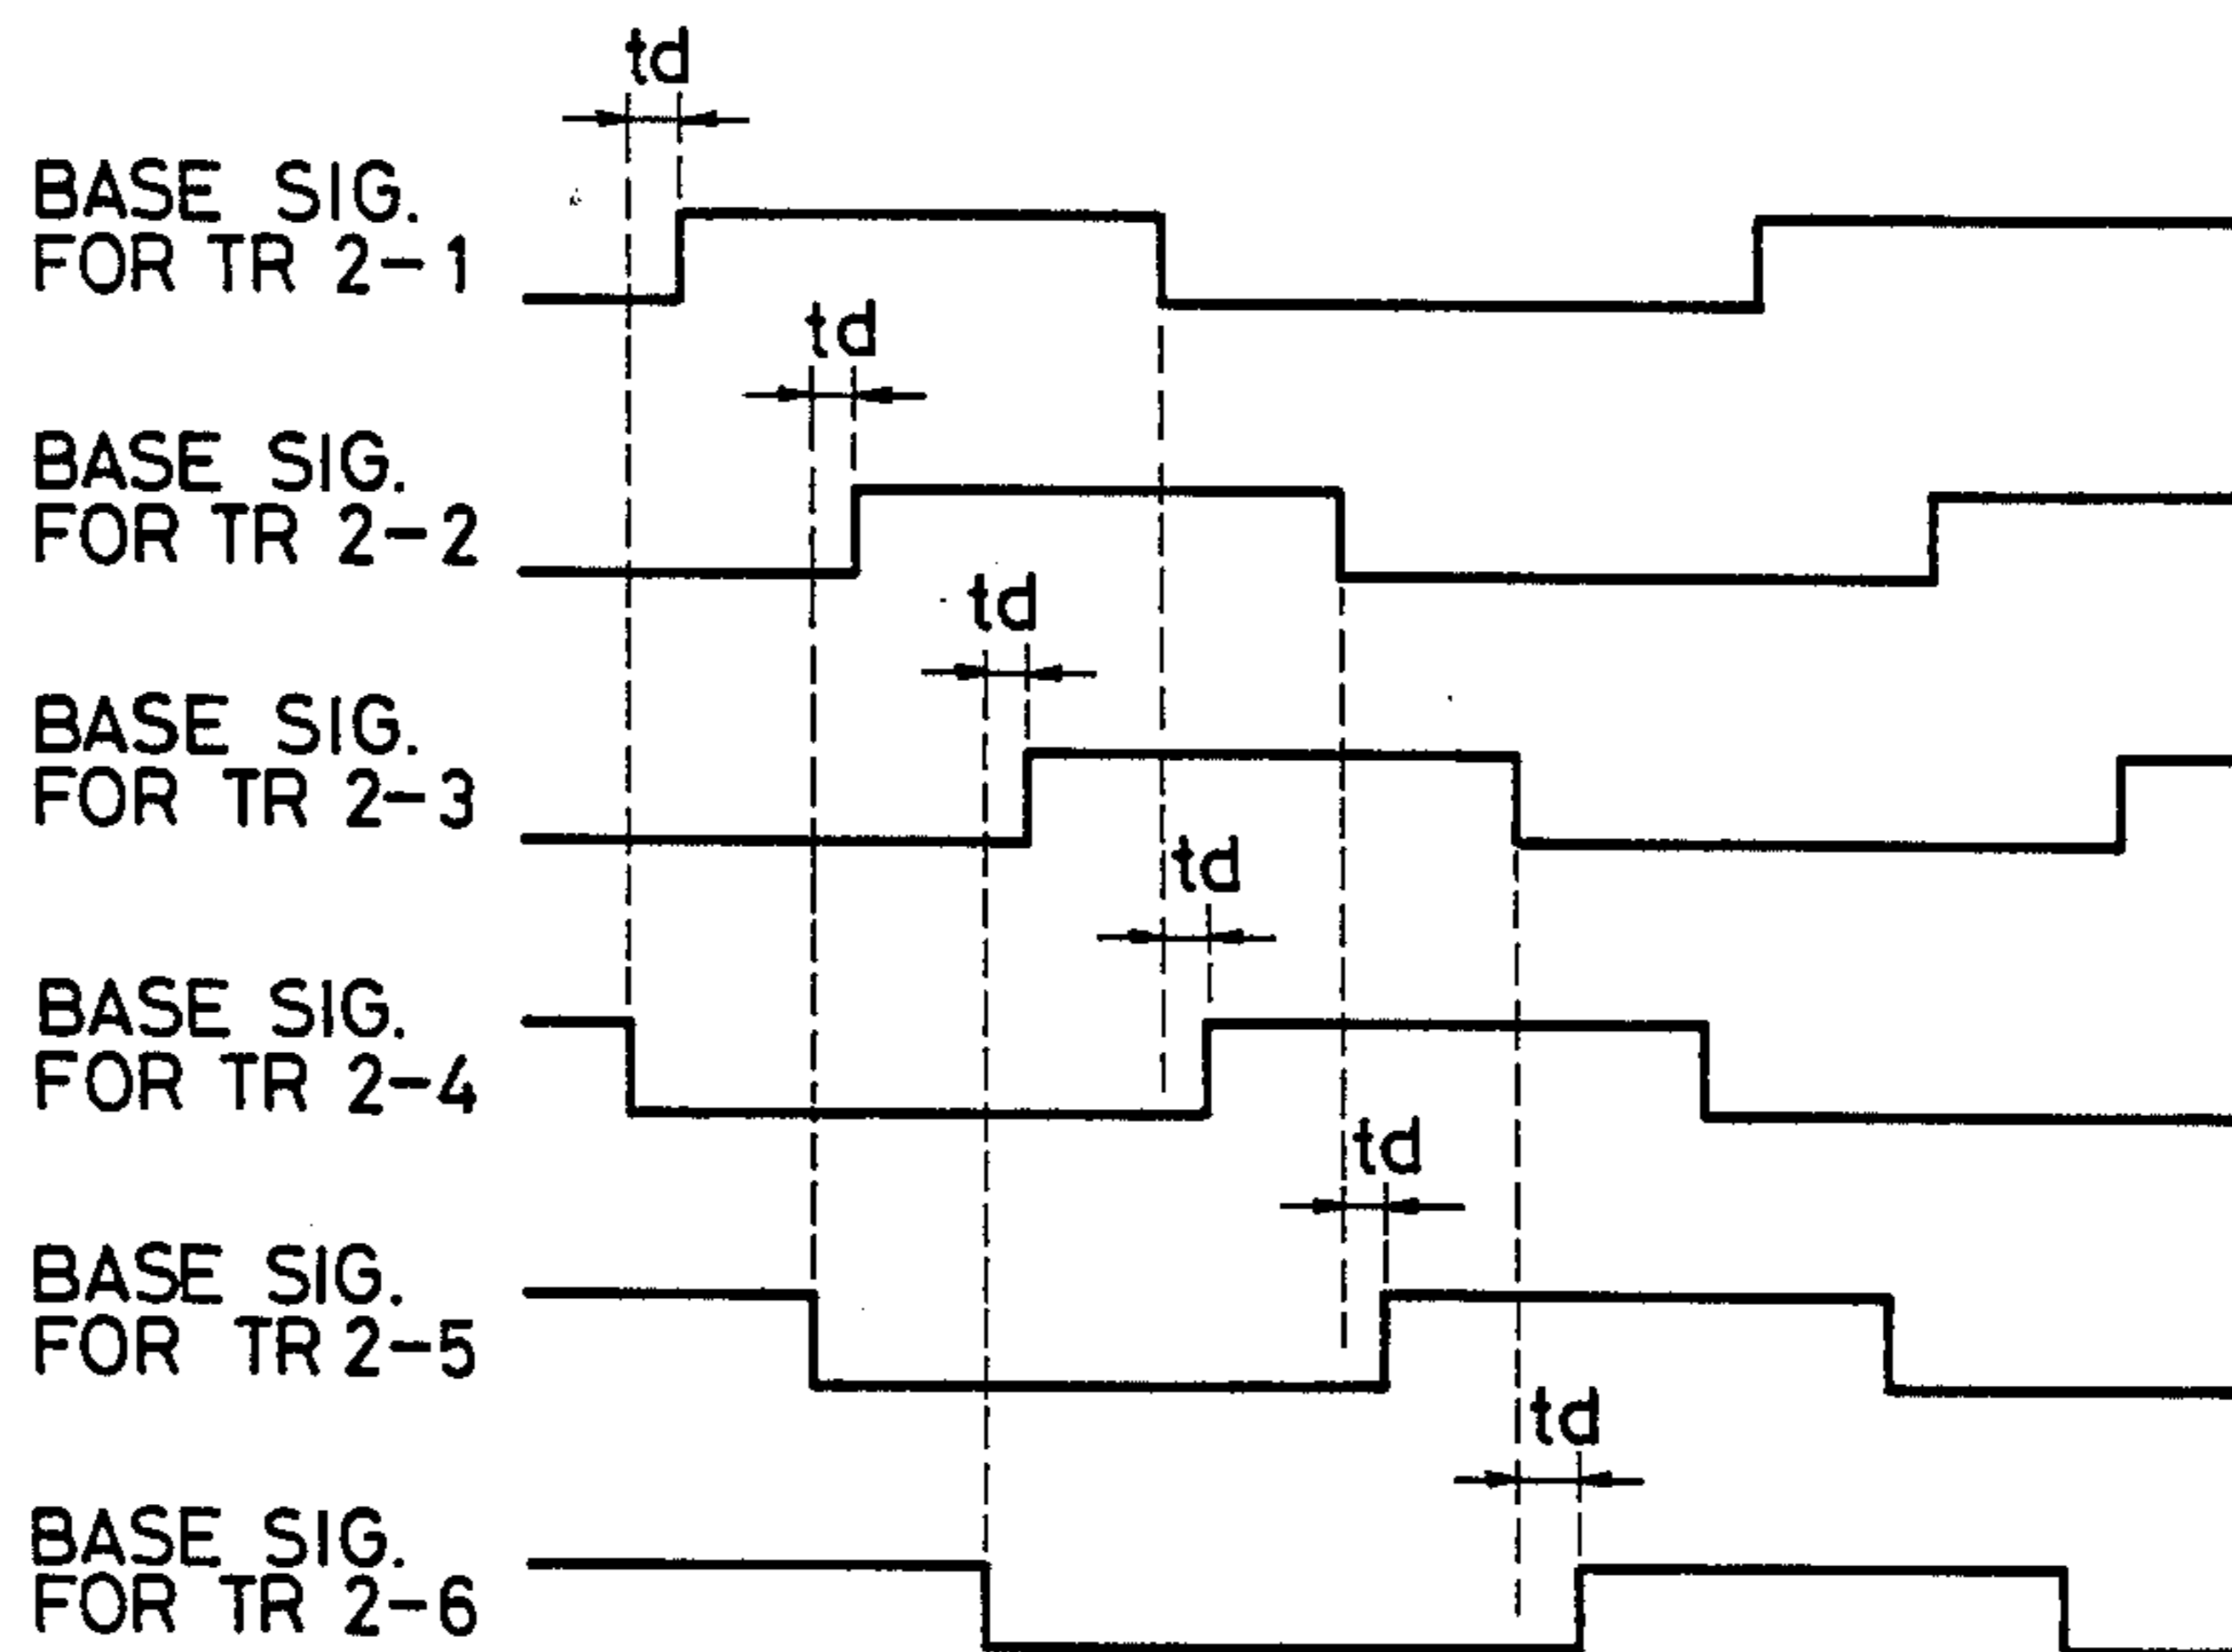 td
BASE SIG.
FOR TR 2-1
td
BASE SIG.
FOR TR 2-2
td
BASE SIG.
FOR TR 2-3
td
BASE SIG.
FOR TR 2-4
td
BASE SIG.
FOR TR 2-5
td
BASE SIG.
FOR TR 2-6